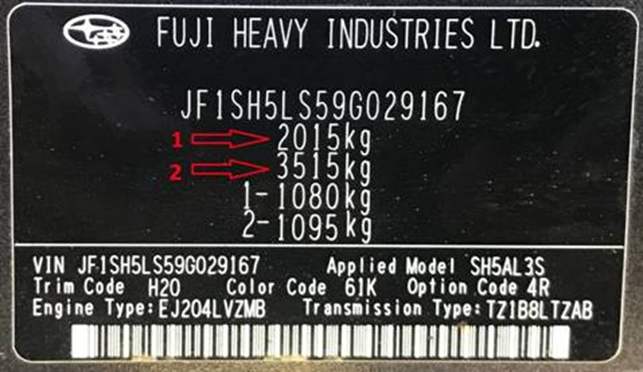 FUJI HEAVY INDUSTRIES LTD.
JF1SH5LS59G029167
1 2015kg
2 3515kg
1-1080kg
2-1095kg
VIN JF1SH5LS59G029167 Applied Model SH5AL3S
Trim Code H20 Color Code 61K Option Code 4R
Engine Type:EJ204LVZMB Transmission Type:TZ1B8LTZAB